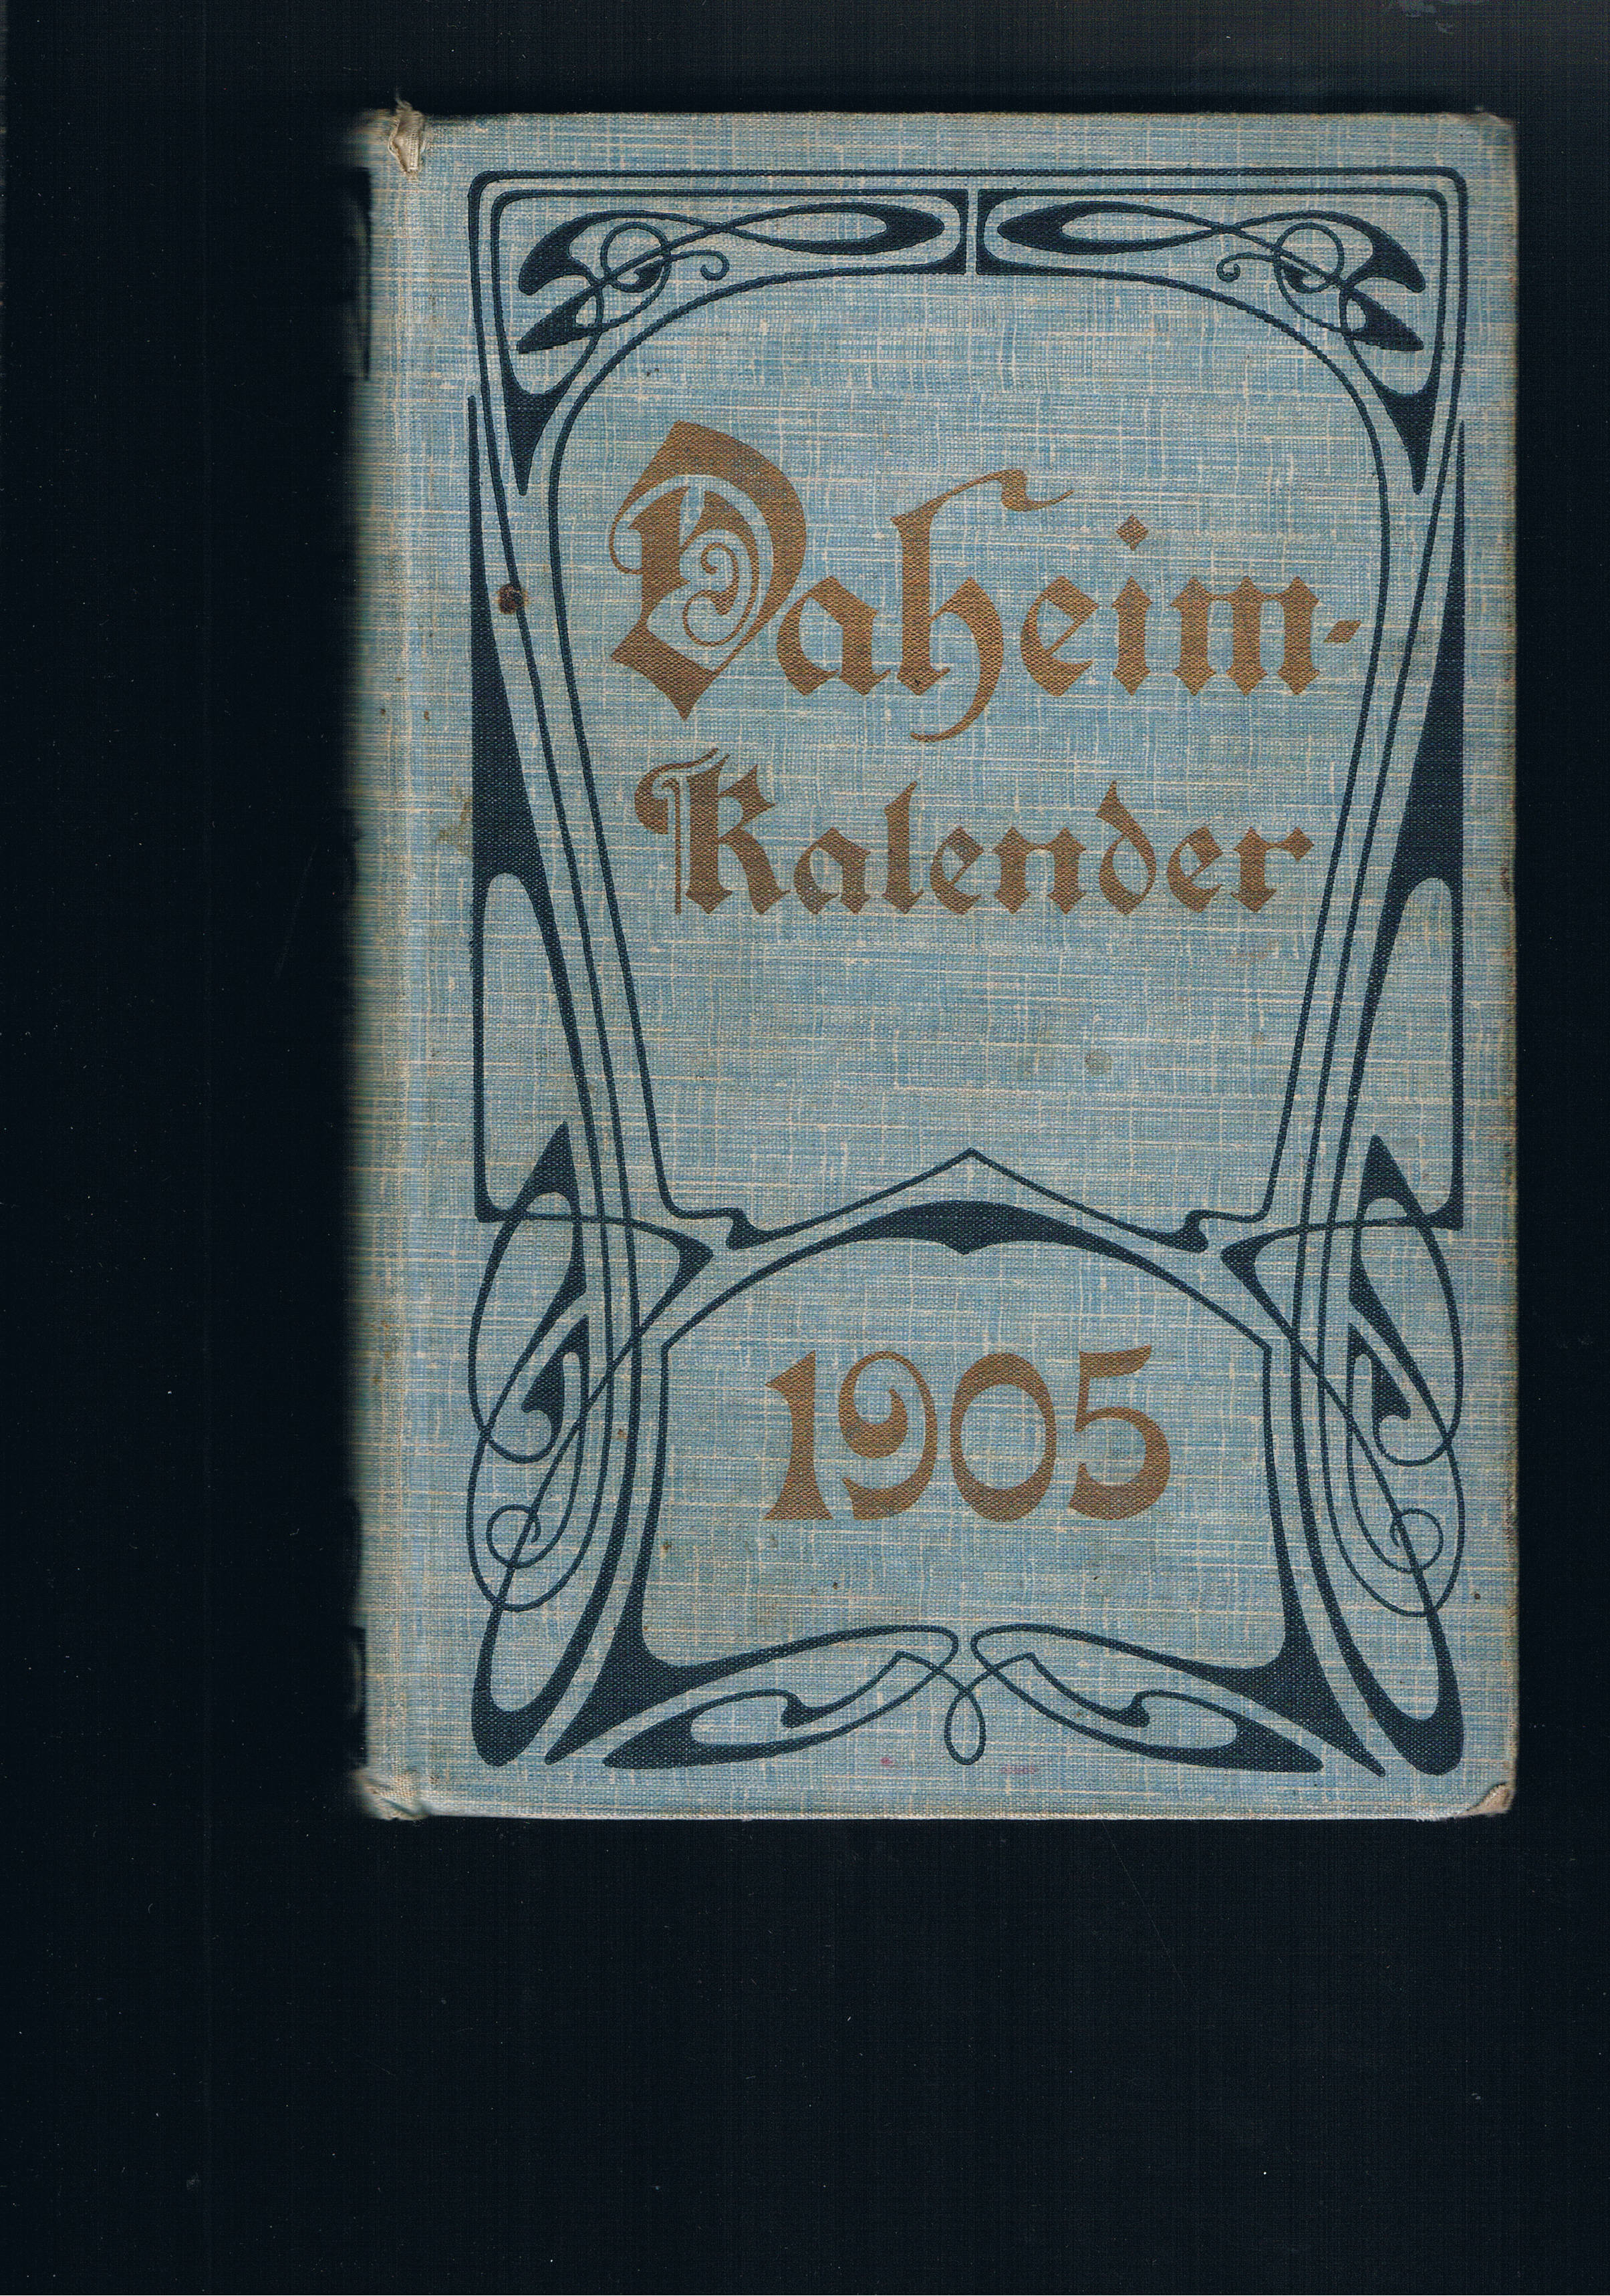 Daheim-
Kalender
1905